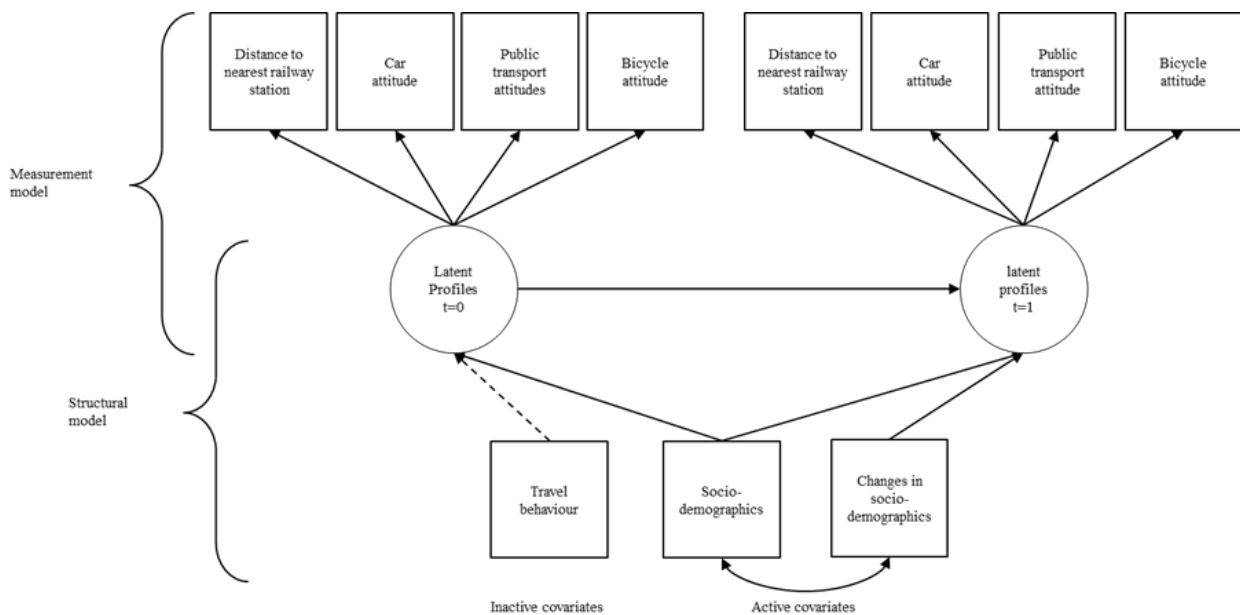 Distance to
nearest railway
station
Car
attitude
Public
transport
attitudes
Bicycle
attitude
Distance to
nearest railway
station
Car
attitude
Public
transport
attitude
Bicycle
attitude
Measurement
model
Latent
Profiles
t=0
latent
profiles
t=1
Structural
model
Travel
behaviour
Socio-
demographics
Changes in
socio-
demographics
Inactive covariates
Active covariates